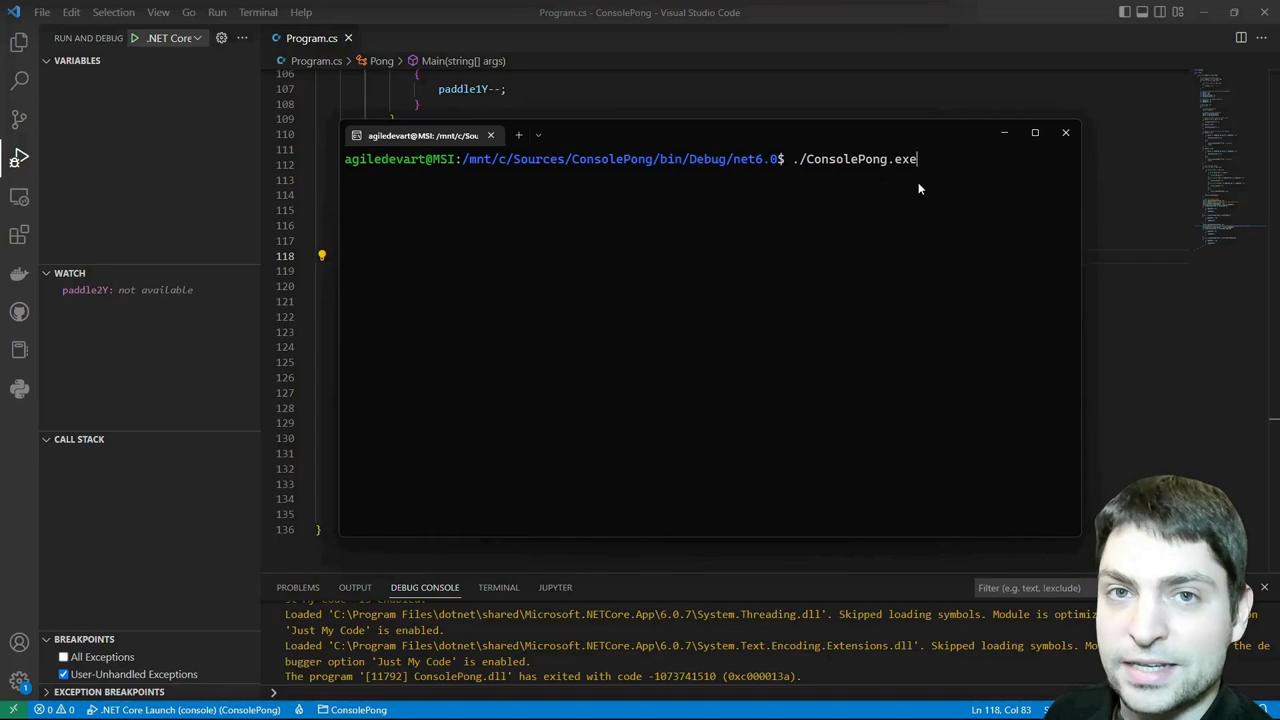 File Edit Selection View Go Run Terminal Help
Program.cs - ConsolePong - Visual Studio Code
RUN AND DEBUG .NET Core
Program.cs
VARIABLES
Program.cs > Pong > Main(string[] args)
106 {
107 paddle1Y--;
108 }
109 }
agiledevart@MSI: /mnt/c/Sou
110
111
agiledevart@MSI:/mnt/c/Sources/ConsolePong/bin/Debug/net6.0$ ./ConsolePong.exe
112
113
114
115
116
117
118
119
120
121
122
123
124
125
126
127
128
129
130
131
132
133
134
135
136 }
WATCH
paddle2Y: not available
CALL STACK
BREAKPOINTS
All Exceptions
User-Unhandled Exceptions
EXCEPTION BREAKPOINTS
PROBLEMS OUTPUT DEBUG CONSOLE TERMINAL JUPYTER
Filter (e.g. text, !exclude)
Loaded 'C:\Program Files\dotnet\shared\Microsoft.NETCore.App\6.0.7\System.Threading.dll'. Skipped loading symbols. Module is optimiz
'Just My Code' is enabled.
Loaded 'C:\Program Files\dotnet\shared\Microsoft.NETCore.App\6.0.7\System.Text.Encoding.Extensions.dll'. Skipped loading symbols. the de
bugger option 'Just My Code' is enabled.
The program '[11792] ConsolePong.dll' has exited with code -1073741510 (0xc000013a).
1
0 0 .NET Core Launch (console) (ConsolePong) ConsolePong
Ln 118, Col 83